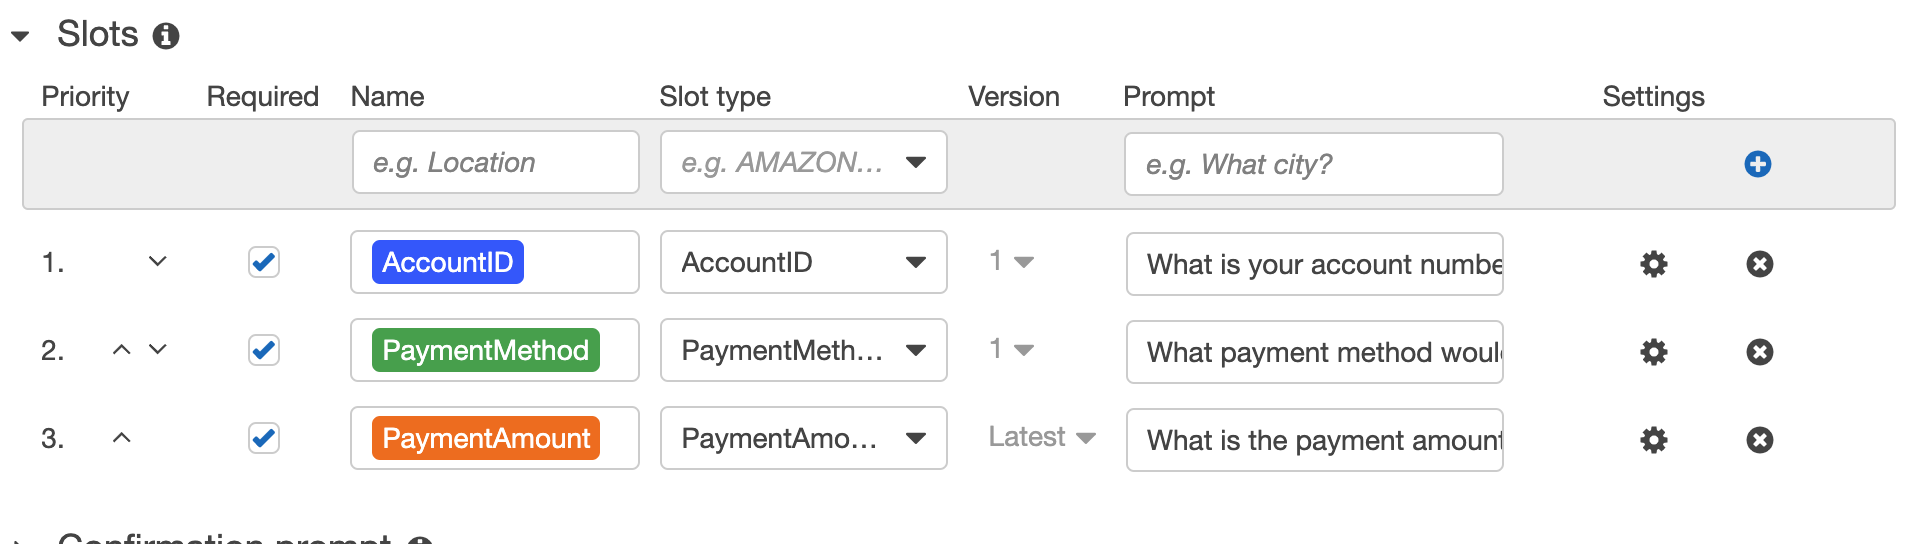 Slots
Priority Required Name Slot type Version Prompt Settings
e.g. Location e.g. AMAZON... e.g. What city?
1. AccountID AccountID 1 What is your account numbe
2. PaymentMethod PaymentMeth... 1 What payment method woul
3. PaymentAmount PaymentAmo... Latest What is the payment amount
Confirmation prompt